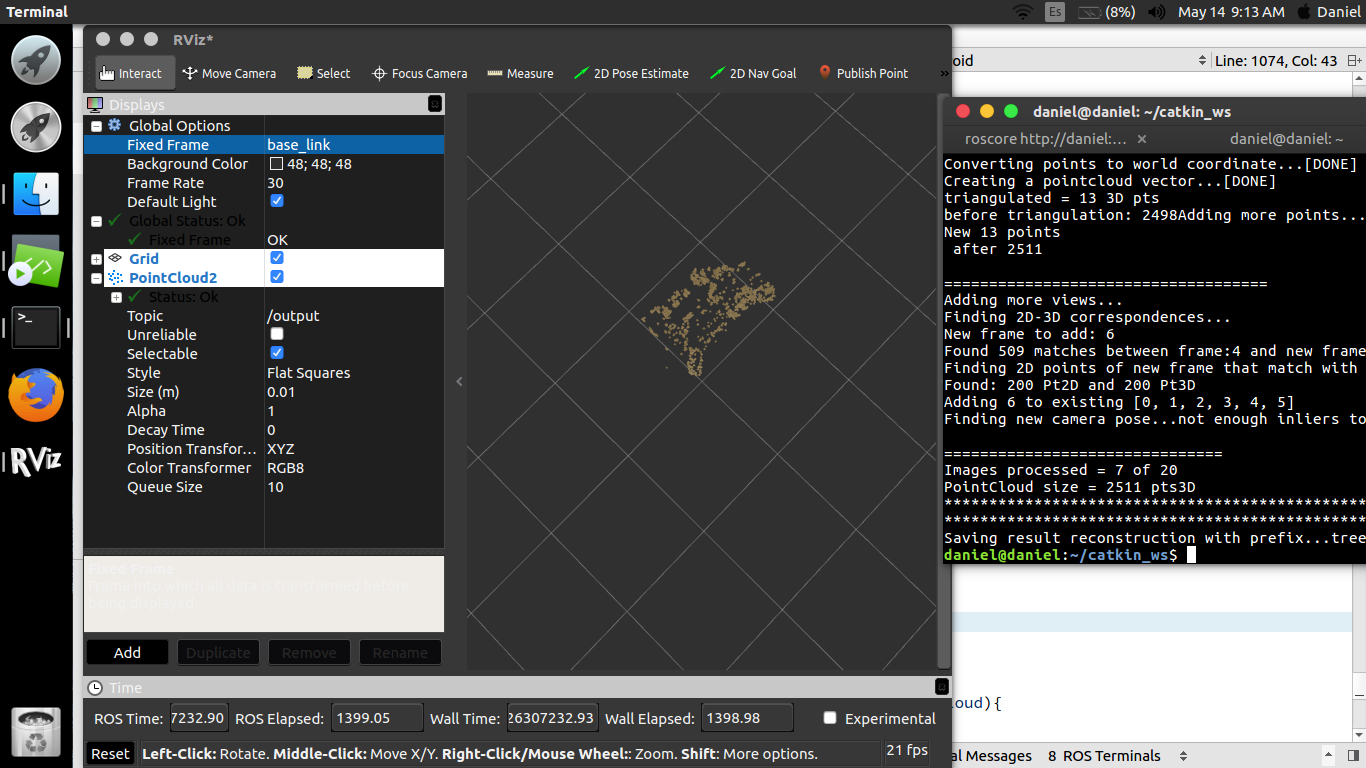 Terminal
Es (8%) May 14 9:13 AM Daniel
RViz*
Interact Move Camera Select Focus Camera Measure 2D Pose Estimate 2D Nav Goal Publish Point »
Displays
Global Options
Fixed Frame base_link
Background Color 48; 48; 48
Frame Rate 30
Default Light
Global Status: Ok
Fixed Frame OK
Grid
PointCloud2
Status: Ok
Topic /output
Unreliable
Selectable
Style Flat Squares
Size (m) 0.01
Alpha 1
Decay Time 0
Position Transfor... XYZ
Color Transformer RGB8
Queue Size 10
Fixed Frame
Frame into which all data is transformed before
being displayed.
Add Duplicate Remove Rename
Time
ROS Time: 7232.90 ROS Elapsed: 1399.05 Wall Time: 26307232.93 Wall Elapsed: 1398.98 Experimental
Reset Left-Click: Rotate. Middle-Click: Move X/Y. Right-Click/Mouse Wheel:: Zoom. Shift: More options. 21 fps
RViz
>_
oid Line: 1074, Col: 43
daniel@daniel: ~/catkin_ws
roscore http://daniel:... × daniel@daniel: ~
Converting points to world coordinate...[DONE]
Creating a pointcloud vector...[DONE]
triangulated = 13 3D pts
before triangulation: 2498Adding more points...
New 13 points
after 2511
======================================
Adding more views...
Finding 2D-3D correspondences...
New frame to add: 6
Found 509 matches between frame:4 and new frame
Finding 2D points of new frame that match with
Found: 200 Pt2D and 200 Pt3D
Adding 6 to existing [0, 1, 2, 3, 4, 5]
Finding new camera pose...not enough inliers to
=================================
Images processed = 7 of 20
PointCloud size = 2511 pts3D
**************************************************
**************************************************
Saving result reconstruction with prefix...tree
daniel@daniel:~/catkin_ws$
loud){
al Messages 8 ROS Terminals